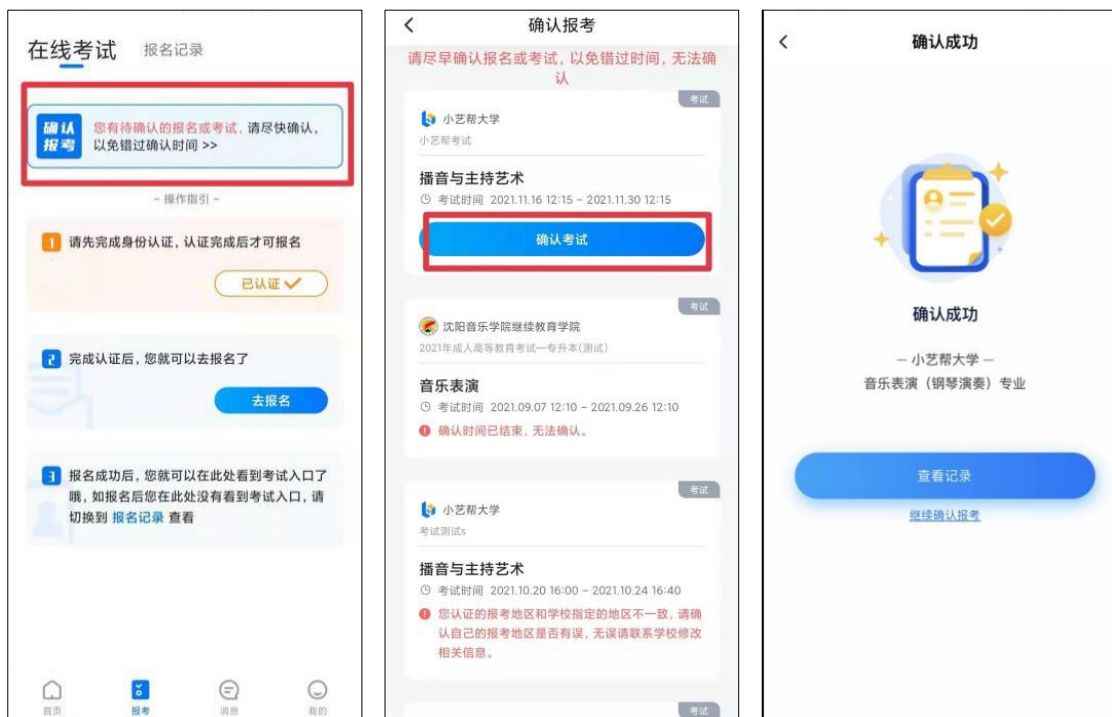 在线考试 报名记录
确认
报考
您有待确认的报名或考试，请尽快确认，
以免错过确认时间 >>
- 操作指引 -
1 请先完成身份认证，认证完成后才可报名
已认证
2 完成认证后，您就可以去报名了
去报名
3 报名成功后，您就可以在此处看到考试入口了
哦，如报名后您在此处没有看到考试入口，请
切换到 报名记录 查看
首页 报考 消息 我的
确认报考
请尽早确认报名或考试，以免错过时间，无法确
认
考试
小艺帮大学
小艺帮考试
播音与主持艺术
考试时间 2021.11.16 12:15 - 2021.11.30 12:15
确认考试
考试
沈阳音乐学院继续教育学院
2021年成人高等教育考试—专升本(测试)
音乐表演
考试时间 2021.09.07 12:10 - 2021.09.26 12:10
确认时间已结束，无法确认。
考试
小艺帮大学
考试测试s
播音与主持艺术
考试时间 2021.10.20 16:00 - 2021.10.24 16:40
您认证的报考地区和学校指定的地区不一致，请确
认自己的报考地区是否有误，无误请联系学校修改
相关信息。
考试
确认成功
确认成功
— 小艺帮大学 —
音乐表演（钢琴演奏）专业
查看记录
继续确认报考